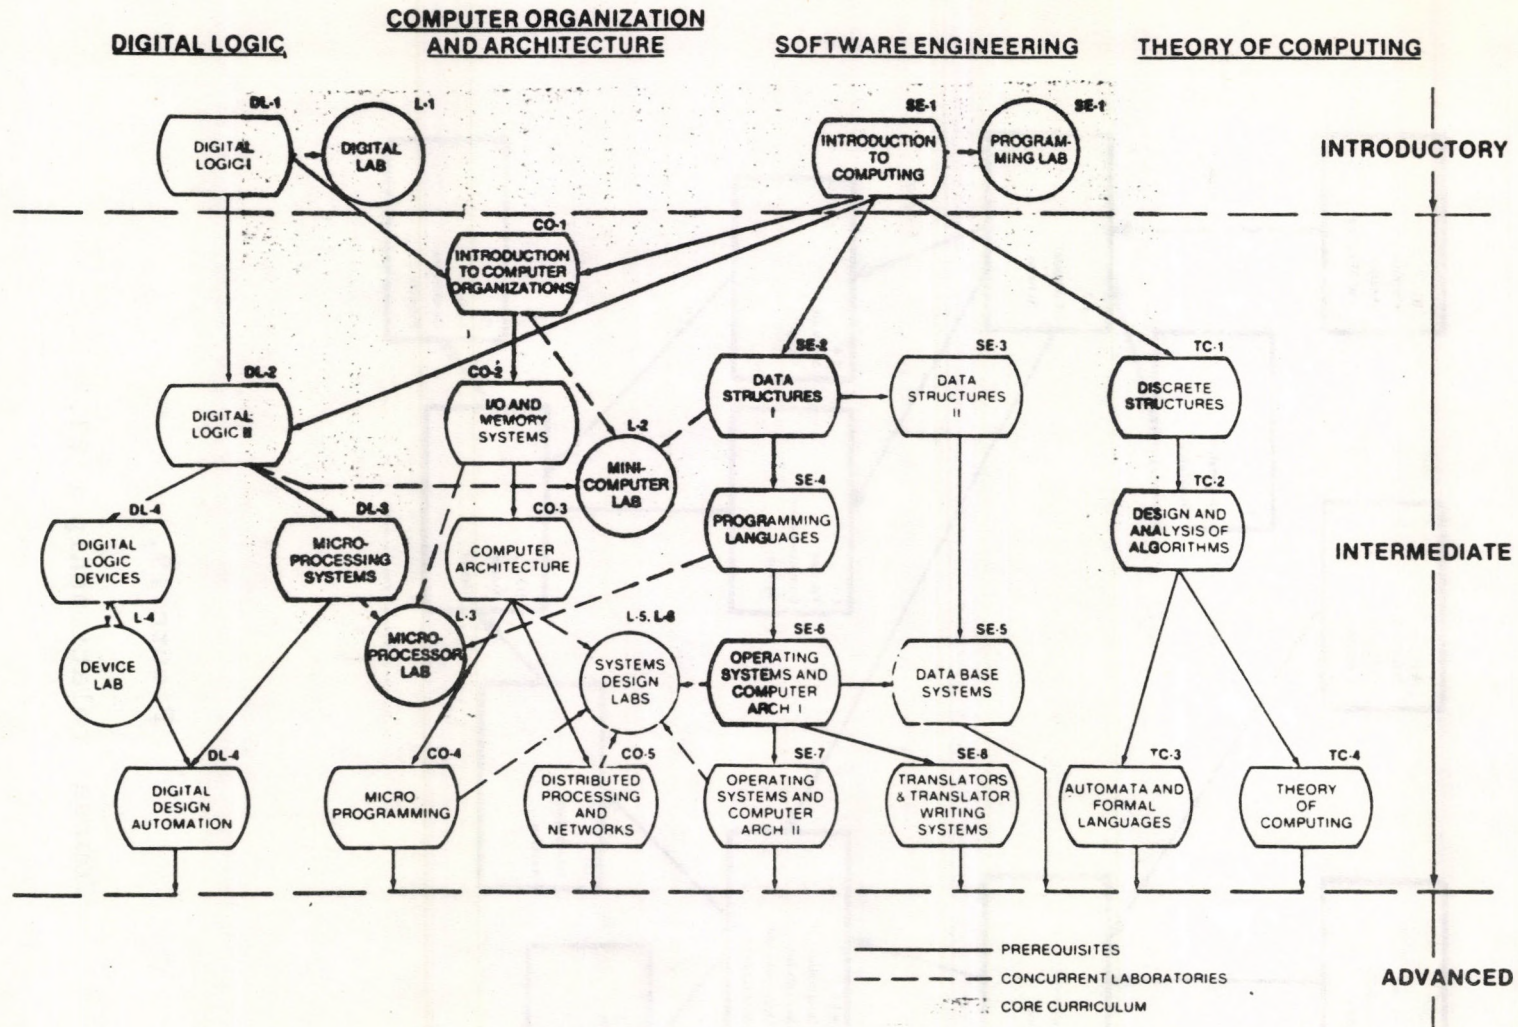 DIGITAL LOGIC
COMPUTER ORGANIZATION
AND ARCHITECTURE
SOFTWARE ENGINEERING
THEORY OF COMPUTING
DL-1
DIGITAL
LOGIC I
L-1
DIGITAL
LAB
SE-1
INTRODUCTION
TO
COMPUTING
SE-1
PROGRAM-
MING LAB
INTRODUCTORY
CO-1
INTRODUCTION
TO COMPUTER
ORGANIZATIONS
DL-2
DIGITAL
LOGIC II
CO-2
I/O AND
MEMORY
SYSTEMS
L-2
MINI-
COMPUTER
LAB
SE-2
DATA
STRUCTURES
I
SE-3
DATA
STRUCTURES
II
TC-1
DISCRETE
STRUCTURES
DL-4
DIGITAL
LOGIC
DEVICES
DL-3
MICRO-
PROCESSING
SYSTEMS
CO-3
COMPUTER
ARCHITECTURE
SE-4
PROGRAMMING
LANGUAGES
TC-2
DESIGN AND
ANALYSIS OF
ALGORITHMS
INTERMEDIATE
L-4
DEVICE
LAB
L-3
MICRO-
PROCESSOR
LAB
L-5, L-6
SYSTEMS
DESIGN
LABS
SE-6
OPERATING
SYSTEMS AND
COMPUTER
ARCH I
SE-5
DATA BASE
SYSTEMS
DL-4
DIGITAL
DESIGN
AUTOMATION
CO-4
MICRO
PROGRAMMING
CO-5
DISTRIBUTED
PROCESSING
AND
NETWORKS
SE-7
OPERATING
SYSTEMS AND
COMPUTER
ARCH II
SE-8
TRANSLATORS
& TRANSLATOR
WRITING
SYSTEMS
TC-3
AUTOMATA AND
FORMAL
LANGUAGES
TC-4
THEORY
OF
COMPUTING
PREREQUISITES
CONCURRENT LABORATORIES
CORE CURRICULUM
ADVANCED